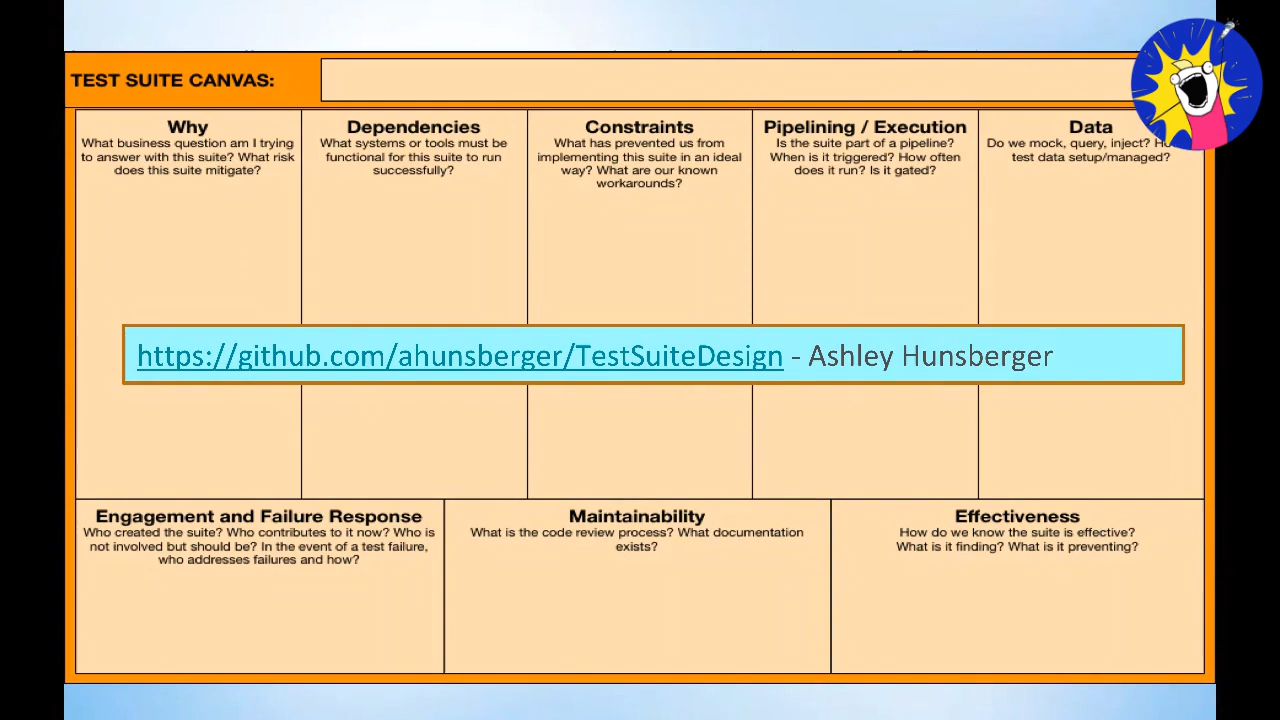 TEST SUITE CANVAS:
Why
What business question am I trying
to answer with this suite? What risk
does this suite mitigate?
Dependencies
What systems or tools must be
functional for this suite to run
successfully?
Constraints
What has prevented us from
implementing this suite in an ideal
way? What are our known
workarounds?
Pipelining / Execution
Is the suite part of a pipeline?
When is it triggered? How often
does it run? Is it gated?
Data
Do we mock, query, inject?
test data setup/managed?
https://github.com/ahunsberger/TestSuiteDesign - Ashley Hunsberger
Engagement and Failure Response
Who created the suite? Who contributes to it now? Who is
not involved but should be? In the event of a test failure,
who addresses failures and how?
Maintainability
What is the code review process? What documentation
exists?
Effectiveness
How do we know the suite is effective?
What is it finding? What is it preventing?